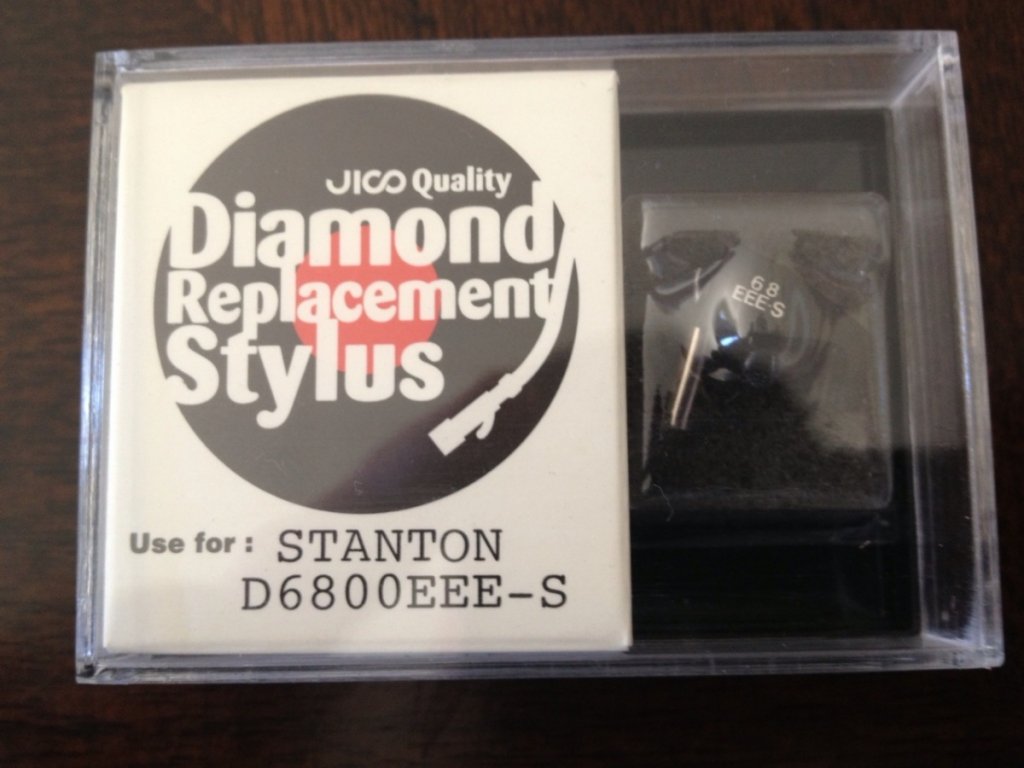 JICO Quality
Diamond
Replacement
Stylus
Use for : STANTON
D6800EEE-S
68
EEE-S